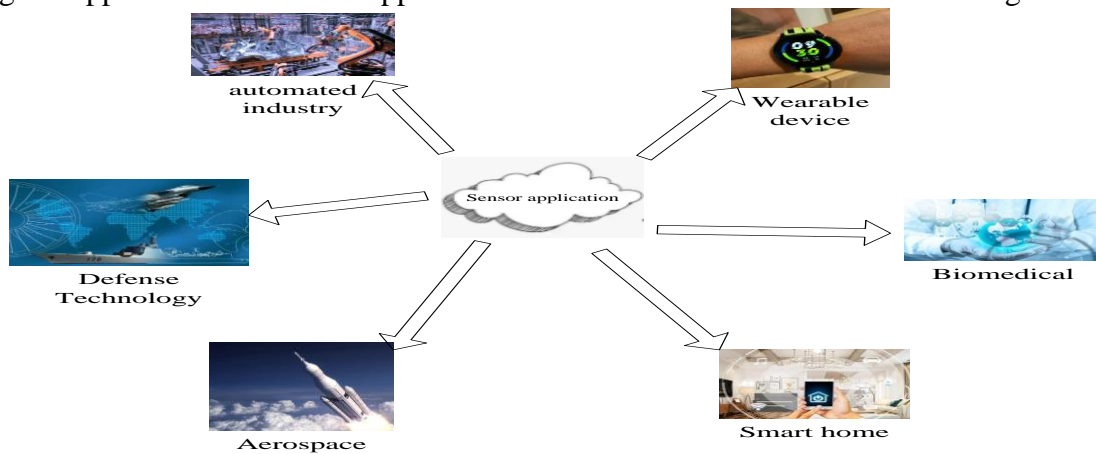 automated
industry
Wearable
device
Sensor application
Defense
Technology
Biomedical
Aerospace
Smart home